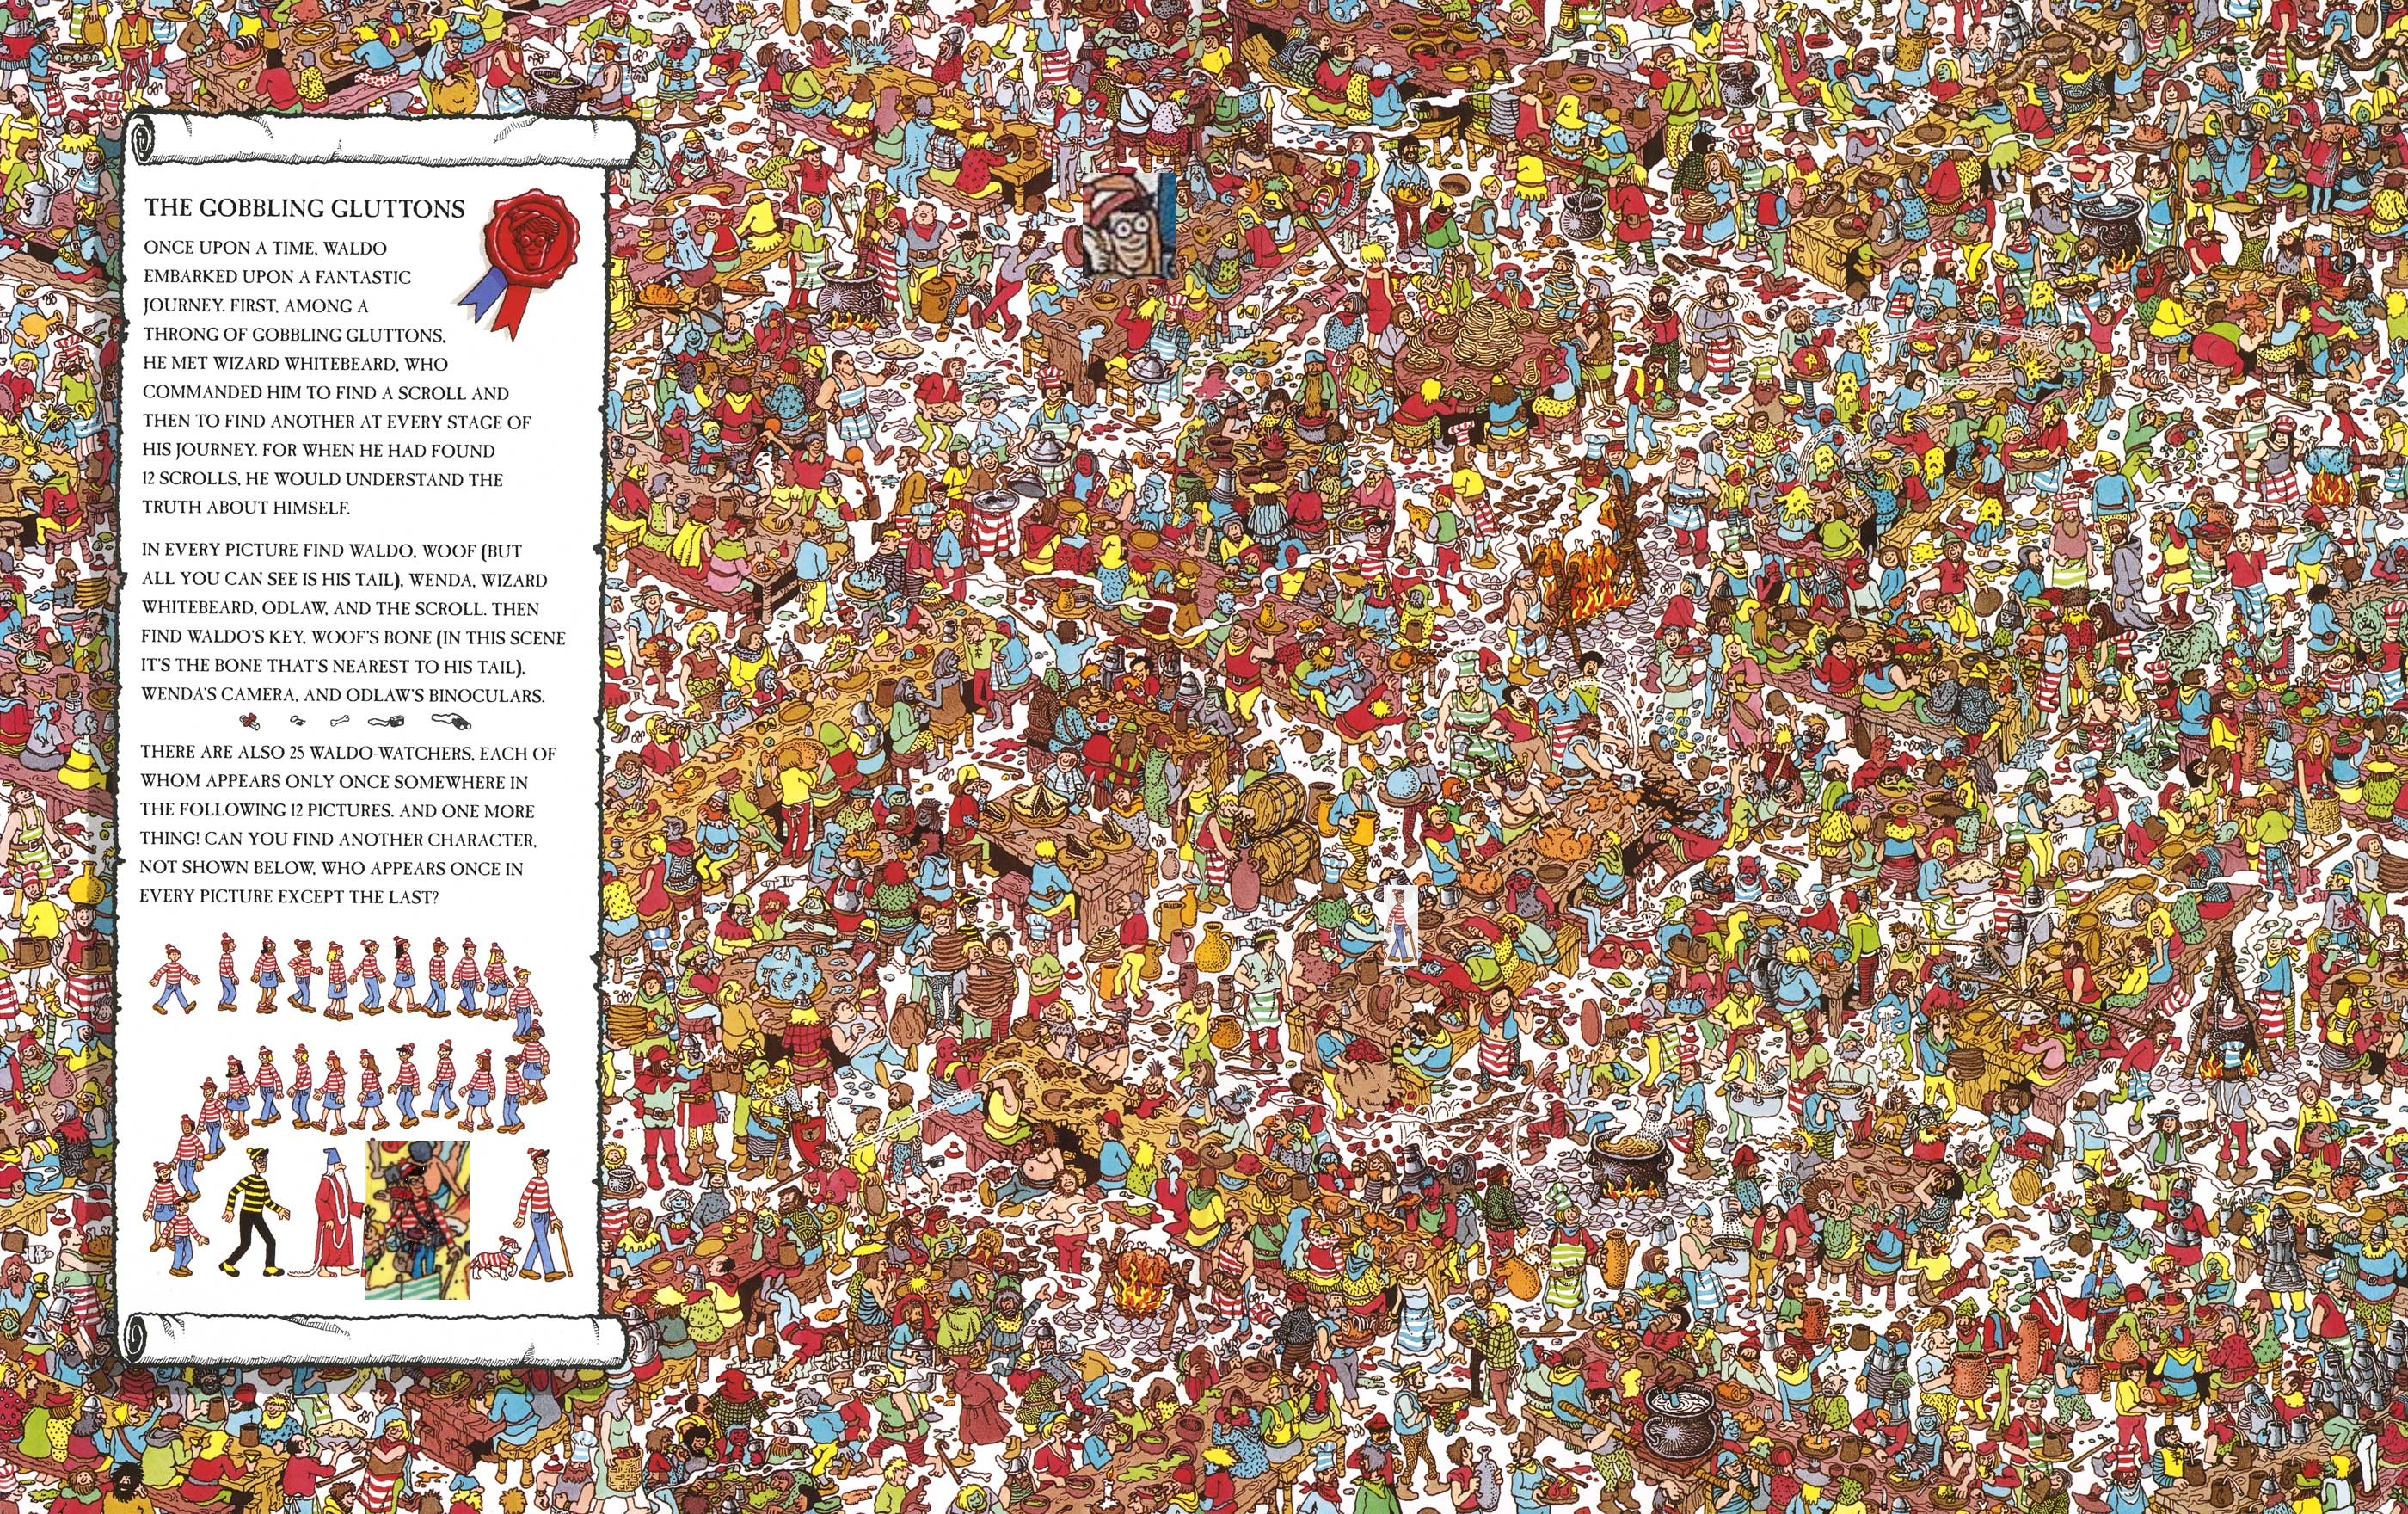 THE GOBBLING GLUTTONS
ONCE UPON A TIME, WALDO
EMBARKED UPON A FANTASTIC
JOURNEY. FIRST, AMONG A
THRONG OF GOBBLING GLUTTONS,
HE MET WIZARD WHITEBEARD, WHO
COMMANDED HIM TO FIND A SCROLL AND
THEN TO FIND ANOTHER AT EVERY STAGE OF
HIS JOURNEY. FOR WHEN HE HAD FOUND
12 SCROLLS, HE WOULD UNDERSTAND THE
TRUTH ABOUT HIMSELF.
IN EVERY PICTURE FIND WALDO, WOOF (BUT
ALL YOU CAN SEE IS HIS TAIL), WENDA, WIZARD
WHITEBEARD, ODLAW, AND THE SCROLL. THEN
FIND WALDO'S KEY, WOOF'S BONE (IN THIS SCENE
IT'S THE BONE THAT'S NEAREST TO HIS TAIL),
WENDA'S CAMERA, AND ODLAW'S BINOCULARS.
THERE ARE ALSO 25 WALDO-WATCHERS, EACH OF
WHOM APPEARS ONLY ONCE SOMEWHERE IN
THE FOLLOWING 12 PICTURES. AND ONE MORE
THING! CAN YOU FIND ANOTHER CHARACTER,
NOT SHOWN BELOW, WHO APPEARS ONCE IN
EVERY PICTURE EXCEPT THE LAST?